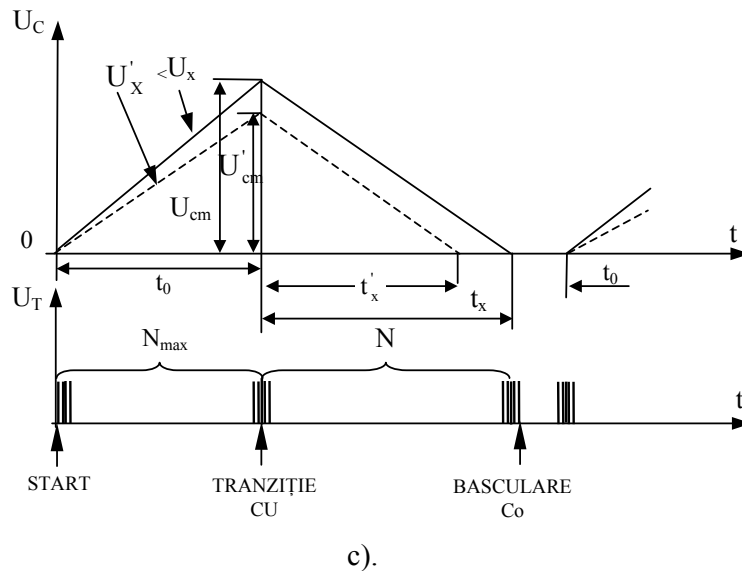 U_C
U'_X <U_x
U'_cm
U_cm
0
t
t_0
t'_x
t_0
t_x
U_T
N_max
N
t
START
TRANZIȚIE
CU
BASCULARE
Co
c).